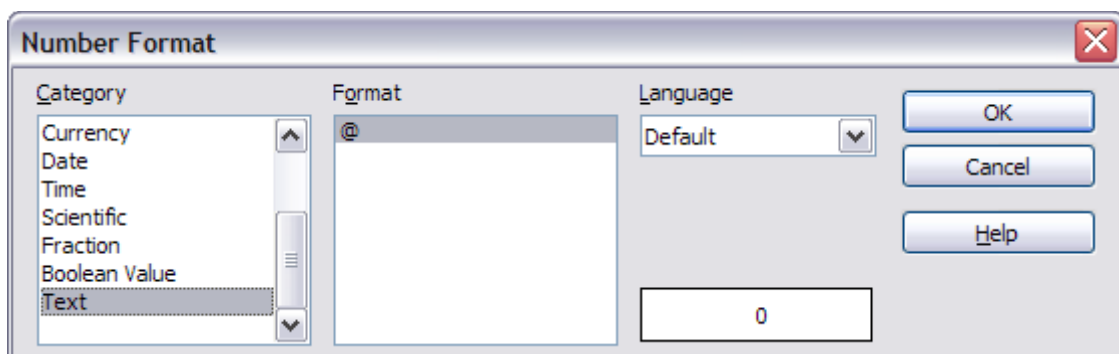 Number Format
Category
Format
Language
Currency
Date
Time
Scientific
Fraction
Boolean Value
Text
@
Default
0
OK
Cancel
Help